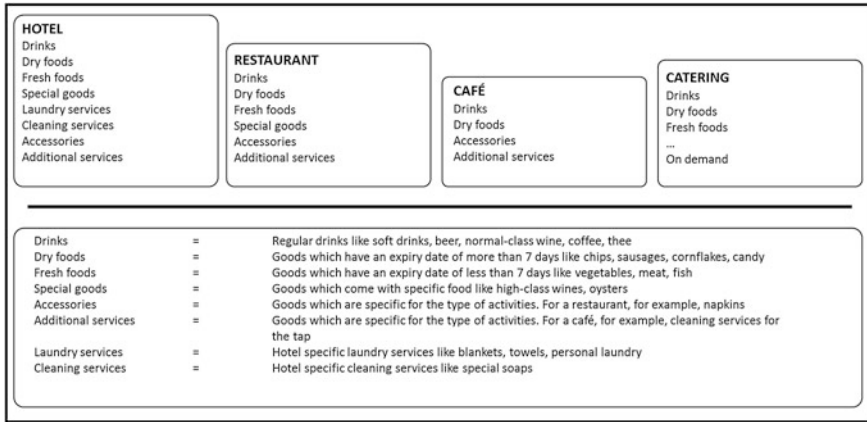 HOTEL
Drinks
Dry foods
Fresh foods
Special goods
Laundry services
Cleaning services
Accessories
Additional services
RESTAURANT
Drinks
Dry foods
Fresh foods
Special goods
Accessories
Additional services
CAFÉ
Drinks
Dry foods
Accessories
Additional services
CATERING
Drinks
Dry foods
Fresh foods
...
On demand
Drinks = Regular drinks like soft drinks, beer, normal-class wine, coffee, thee
Dry foods = Goods which have an expiry date of more than 7 days like chips, sausages, cornflakes, candy
Fresh foods = Goods which have an expiry date of less than 7 days like vegetables, meat, fish
Special goods = Goods which come with specific food like high-class wines, oysters
Accessories = Goods which are specific for the type of activities. For a restaurant, for example, napkins
Additional services = Goods which are specific for the type of activities. For a café, for example, cleaning services for
the tap
Laundry services = Hotel specific laundry services like blankets, towels, personal laundry
Cleaning services = Hotel specific cleaning services like special soaps